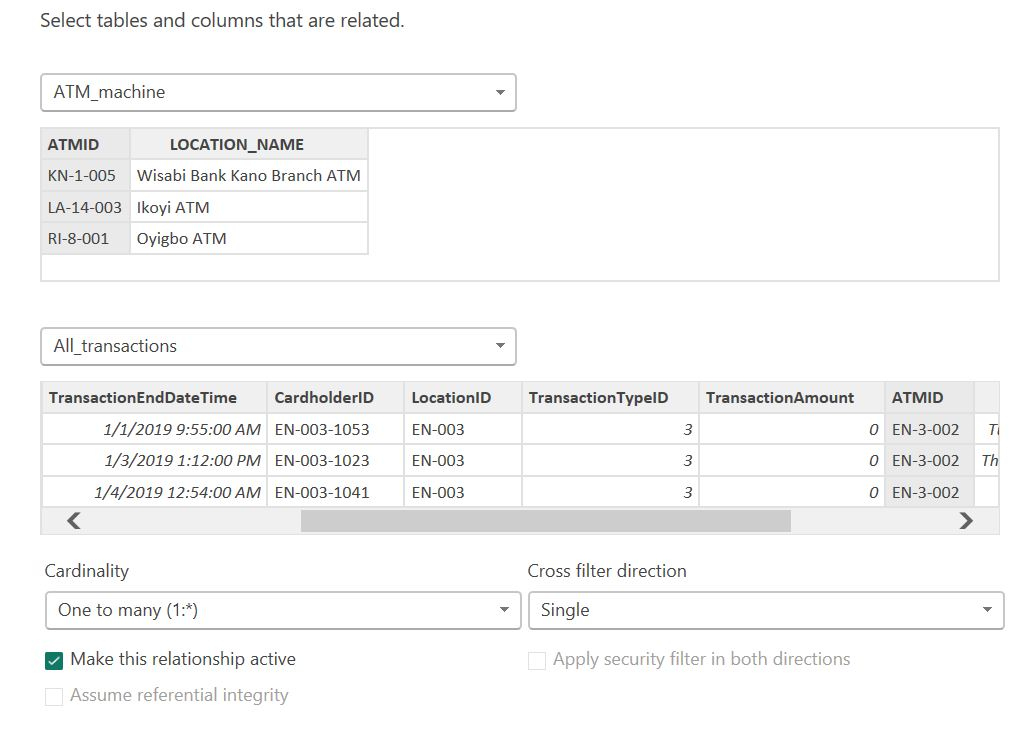 Select tables and columns that are related.
ATM_machine
ATMID LOCATION_NAME
KN-1-005 Wisabi Bank Kano Branch ATM
LA-14-003 Ikoyi ATM
RI-8-001 Oyigbo ATM
All_transactions
TransactionEndDateTime CardholderID LocationID TransactionTypeID TransactionAmount ATMID
1/1/2019 9:55:00 AM EN-003-1053 EN-003 3 0 EN-3-002
1/3/2019 1:12:00 PM EN-003-1023 EN-003 3 0 EN-3-002 Th
1/4/2019 12:54:00 AM EN-003-1041 EN-003 3 0 EN-3-002
Cardinality Cross filter direction
One to many (1:*) Single
Make this relationship active Apply security filter in both directions
Assume referential integrity